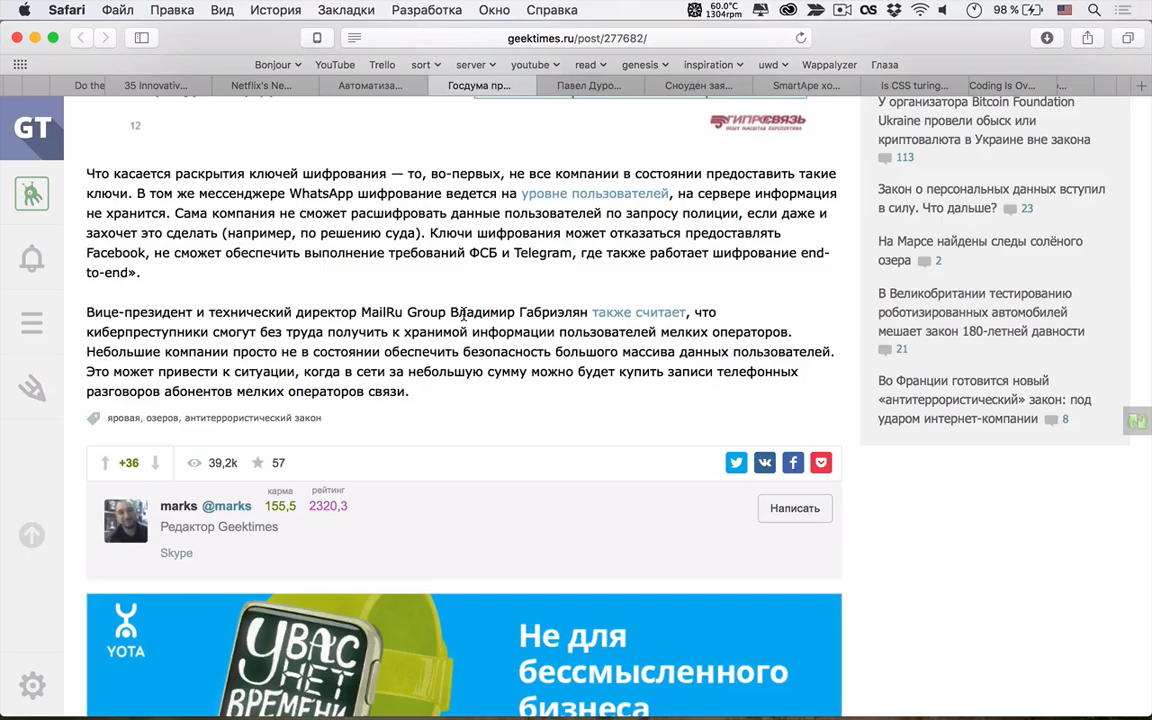 Safari Файл Правка Вид История Закладки Разработка Окно Справка 60.0°C 1304rpm 98 %
geektimes.ru/post/277682/
Bonjour YouTube Trello sort server youtube read genesis inspiration uwd Wappalyzer Глаза
Do the 35 Innovativ... Netflix's Ne... Автоматиза... Госдума пр... Павел Дуро... Сноуден зая... SmartApe хо... Is CSS turing... Coding Is Ov...
GT
12
ГИПРОСВЯЗЬ
Что касается раскрытия ключей шифрования — то, во-первых, не все компании в состоянии предоставить такие
ключи. В том же мессенджере WhatsApp шифрование ведется на уровне пользователей, на сервере информация
не хранится. Сама компания не сможет расшифровать данные пользователей по запросу полиции, если даже и
захочет это сделать (например, по решению суда). Ключи шифрования может отказаться предоставлять
Facebook, не сможет обеспечить выполнение требований ФСБ и Telegram, где также работает шифрование end-
to-end».
Вице-президент и технический директор MailRu Group Владимир Габриэлян также считает, что
киберпреступники смогут без труда получить к хранимой информации пользователей мелких операторов.
Небольшие компании просто не в состоянии обеспечить безопасность большого массива данных пользователей.
Это может привести к ситуации, когда в сети за небольшую сумму можно будет купить записи телефонных
разговоров абонентов мелких операторов связи.
яровая, озеров, антитеррористический закон
+36 39,2k 57
карма рейтинг
marks @marks 155,5 2320,3
Редактор Geektimes
Skype
Написать
YOTA
У ВАС НЕТ ВРЕМЕНИ
Не для
бессмысленного
бизнеса
У организатора Bitcoin Foundation
Ukraine провели обыск или
криптовалюта в Украине вне закона
113
Закон о персональных данных вступил
в силу. Что дальше? 23
На Марсе найдены следы солёного
озера 2
В Великобритании тестированию
роботизированных автомобилей
мешает закон 180-летней давности
21
Во Франции готовится новый
«антитеррористический» закон: под
ударом интернет-компании 8